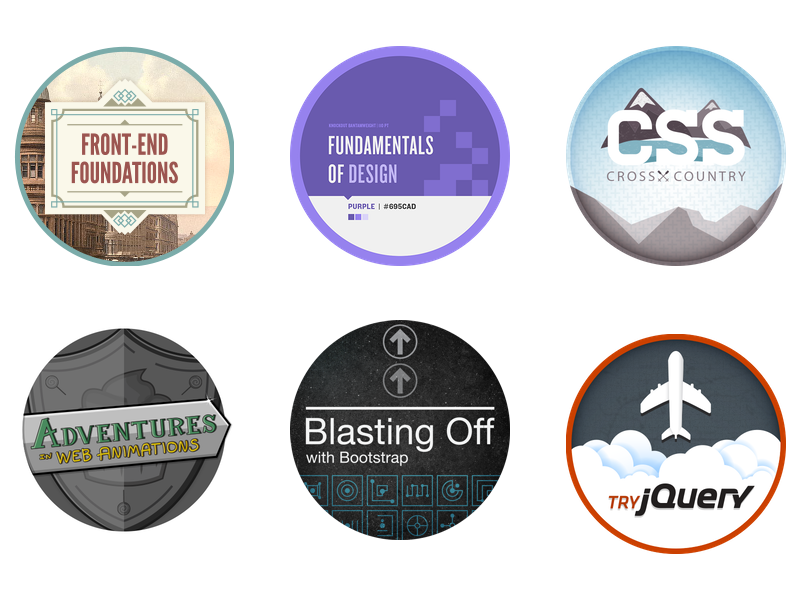 FRONT-END
FOUNDATIONS
FUNDAMENTALS
OF DESIGN
PURPLE | #695CAD
CSS
CROSS COUNTRY
ADVENTURES
IN WEB ANIMATIONS
Blasting Off
with Bootstrap
TRY jQuery